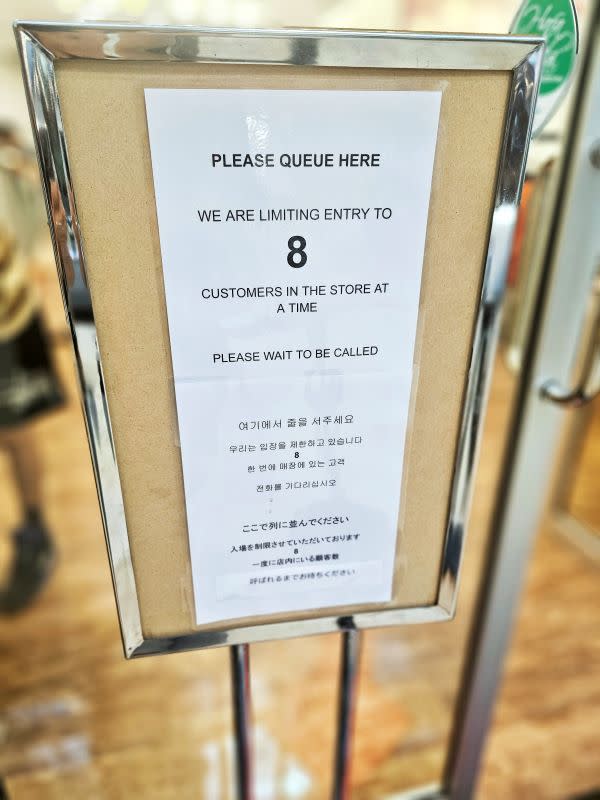 PLEASE QUEUE HERE
WE ARE LIMITING ENTRY TO
8
CUSTOMERS IN THE STORE AT
A TIME
PLEASE WAIT TO BE CALLED
여기에서 줄을 서주세요
우리는 입장을 제한하고 있습니다
8
한 번에 매장에 있는 고객
전화를 기다리십시오
ここで列に並んでください
入場を制限させていただいております
8
一度に店内にいる顧客数
呼ばれるまでお待ちください